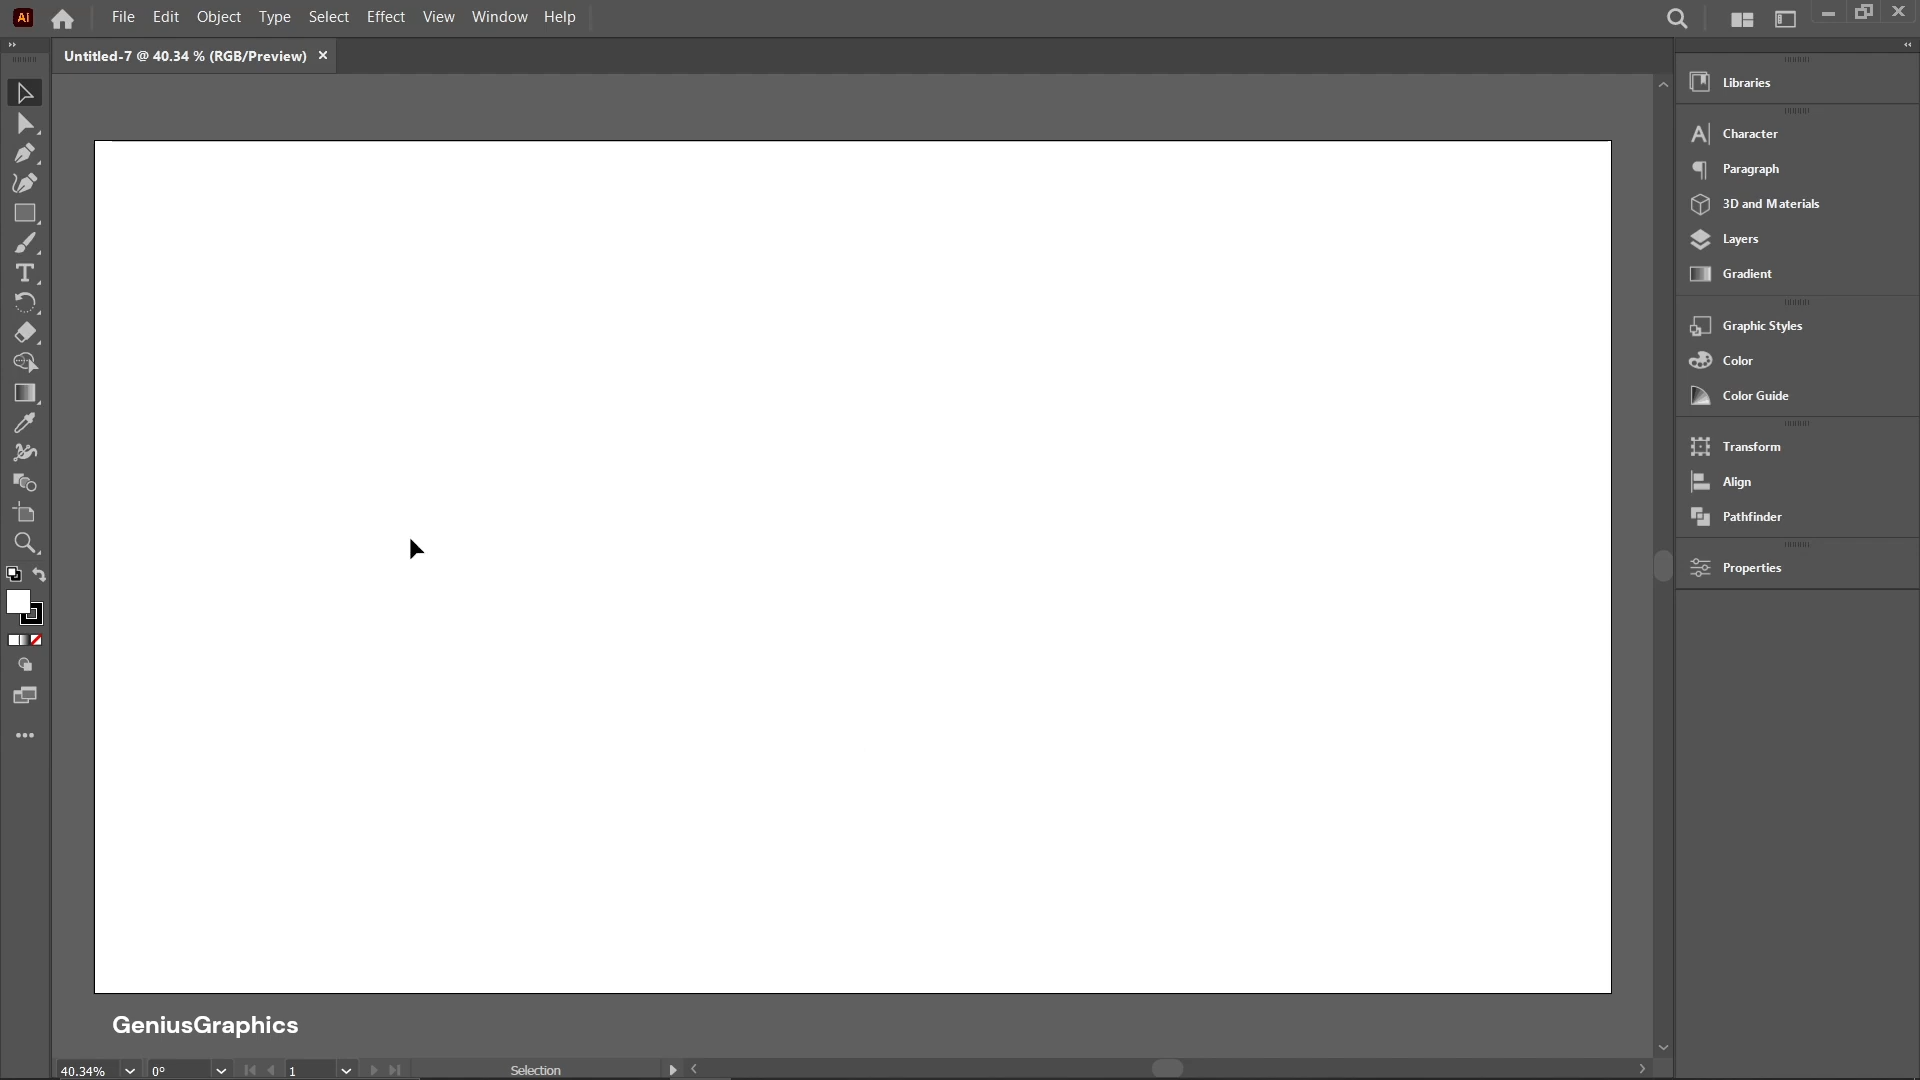 Ai
File Edit Object Type Select Effect View Window Help
Untitled-7 @ 40.34 % (RGB/Preview) ×
Libraries
Character
Paragraph
3D and Materials
Layers
Gradient
Graphic Styles
Color
Color Guide
Transform
Align
Pathfinder
Properties
GeniusGraphics
40.34% 0° 1 Selection